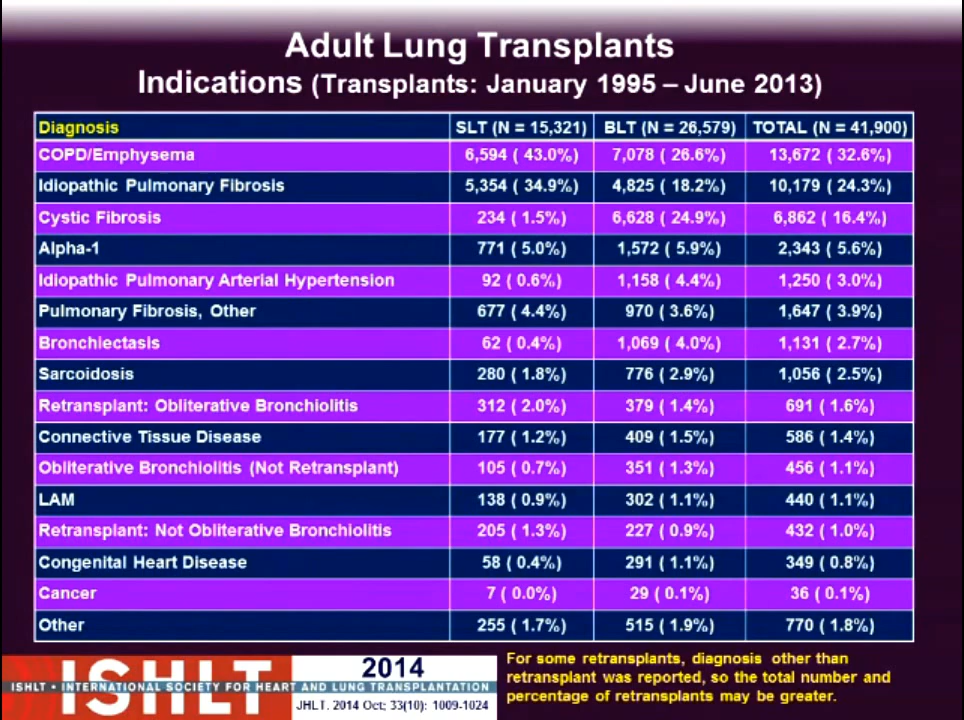 Adult Lung Transplants
Indications (Transplants: January 1995 – June 2013)
Diagnosis SLT (N = 15,321) BLT (N = 26,579) TOTAL (N = 41,900)
COPD/Emphysema 6,594 ( 43.0%) 7,078 ( 26.6%) 13,672 ( 32.6%)
Idiopathic Pulmonary Fibrosis 5,354 ( 34.9%) 4,825 ( 18.2%) 10,179 ( 24.3%)
Cystic Fibrosis 234 ( 1.5%) 6,628 ( 24.9%) 6,862 ( 16.4%)
Alpha-1 771 ( 5.0%) 1,572 ( 5.9%) 2,343 ( 5.6%)
Idiopathic Pulmonary Arterial Hypertension 92 ( 0.6%) 1,158 ( 4.4%) 1,250 ( 3.0%)
Pulmonary Fibrosis, Other 677 ( 4.4%) 970 ( 3.6%) 1,647 ( 3.9%)
Bronchiectasis 62 ( 0.4%) 1,069 ( 4.0%) 1,131 ( 2.7%)
Sarcoidosis 280 ( 1.8%) 776 ( 2.9%) 1,056 ( 2.5%)
Retransplant: Obliterative Bronchiolitis 312 ( 2.0%) 379 ( 1.4%) 691 ( 1.6%)
Connective Tissue Disease 177 ( 1.2%) 409 ( 1.5%) 586 ( 1.4%)
Obliterative Bronchiolitis (Not Retransplant) 105 ( 0.7%) 351 ( 1.3%) 456 ( 1.1%)
LAM 138 ( 0.9%) 302 ( 1.1%) 440 ( 1.1%)
Retransplant: Not Obliterative Bronchiolitis 205 ( 1.3%) 227 ( 0.9%) 432 ( 1.0%)
Congenital Heart Disease 58 ( 0.4%) 291 ( 1.1%) 349 ( 0.8%)
Cancer 7 ( 0.0%) 29 ( 0.1%) 36 ( 0.1%)
Other 255 ( 1.7%) 515 ( 1.9%) 770 ( 1.8%)
ISHLT
ISHLT • INTERNATIONAL SOCIETY FOR HEART AND LUNG TRANSPLANTATION
2014
JHLT. 2014 Oct; 33(10): 1009-1024
For some retransplants, diagnosis other than
retransplant was reported, so the total number and
percentage of retransplants may be greater.